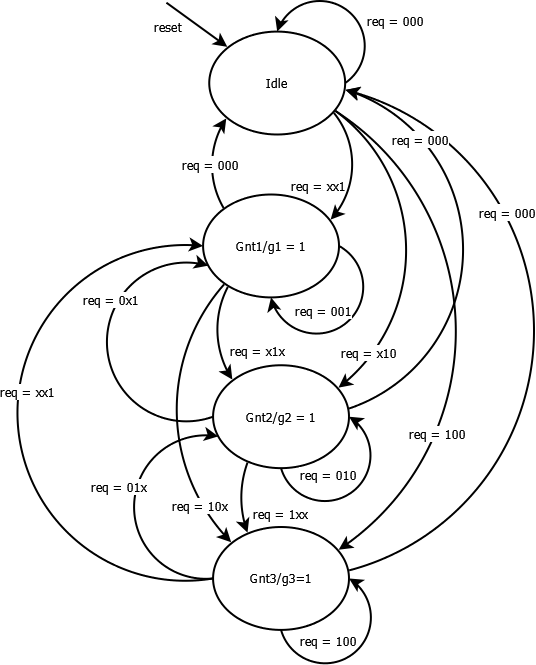 req = 000
reset
Idle
req = 000
req = 000
req = xx1
req = 000
Gnt1/g1 = 1
req = 0x1
req = 001
req = x1x
req = x10
req = xx1
Gnt2/g2 = 1
req = 100
req = 010
req = 01x
req = 10x
req = 1xx
Gnt3/g3=1
req = 100